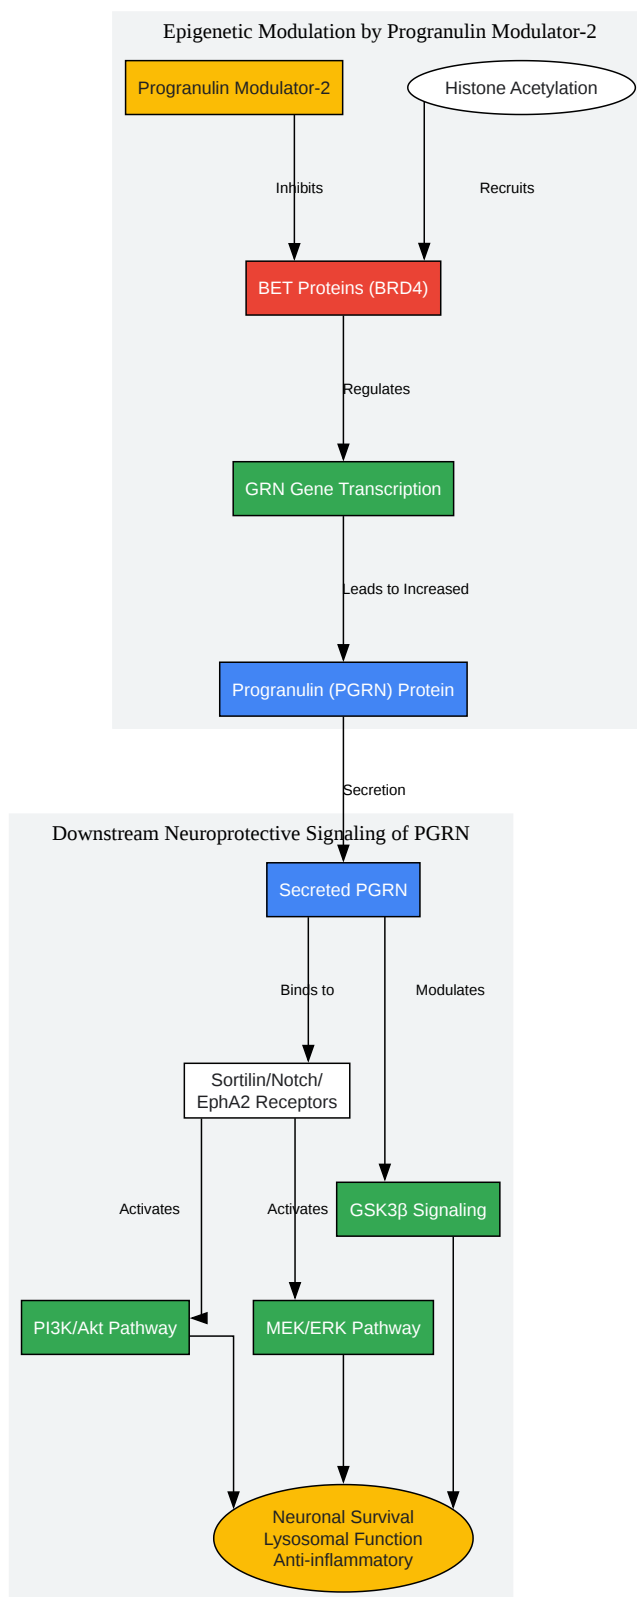 Epigenetic Modulation by Progranulin Modulator-2
Progranulin Modulator-2
Histone Acetylation
Inhibits
Recruits
BET Proteins (BRD4)
Regulates
GRN Gene Transcription
Leads to Increased
Progranulin (PGRN) Protein
Secretion
Downstream Neuroprotective Signaling of PGRN
Secreted PGRN
Binds to
Modulates
Sortilin/Notch/
EphA2 Receptors
Activates
Activates
GSK3β Signaling
PI3K/Akt Pathway
MEK/ERK Pathway
Neuronal Survival
Lysosomal Function
Anti-inflammatory